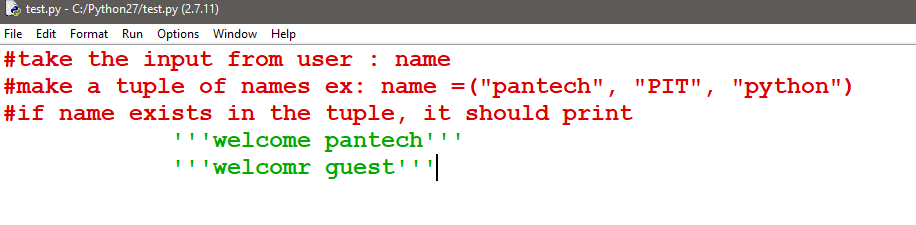 test.py - C:/Python27/test.py (2.7.11)
File Edit Format Run Options Window Help
#take the input from user : name
#make a tuple of names ex: name =("pantech", "PIT", "python")
#if name exists in the tuple, it should print
'''welcome pantech'''
'''welcomr guest'''